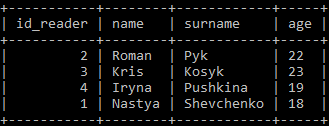 +-----------+--------+------------+-----+
| id_reader | name   | surname    | age |
+-----------+--------+------------+-----+
|         2 | Roman  | Pyk        | 22  |
|         3 | Kris   | Kosyk      | 23  |
|         4 | Iryna  | Pushkina   | 19  |
|         1 | Nastya | Shevchenko | 18  |
+-----------+--------+------------+-----+